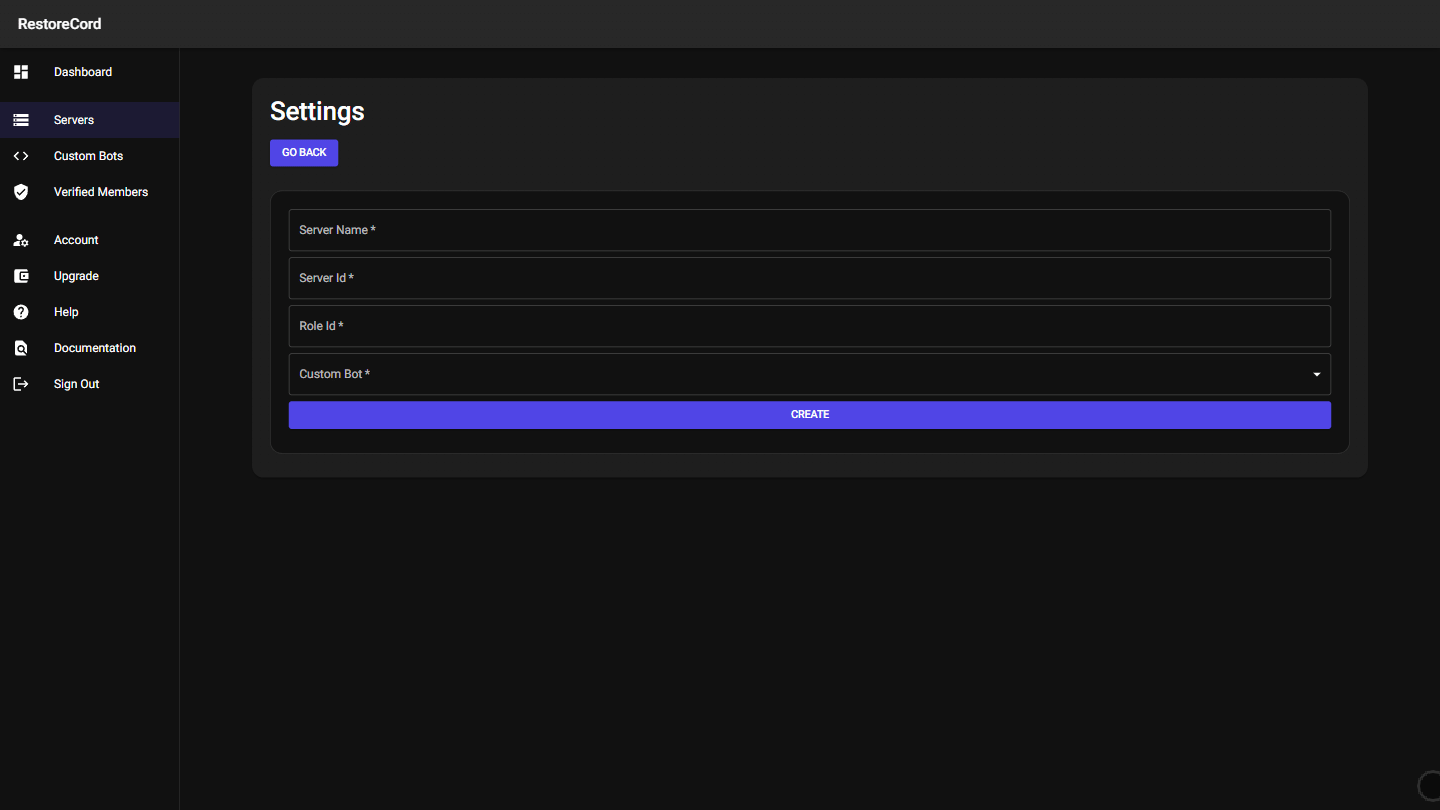 RestoreCord
Dashboard
Servers
Custom Bots
Verified Members
Account
Upgrade
Help
Documentation
Sign Out
Settings
GO BACK
Server Name *
Server Id *
Role Id *
Custom Bot *
CREATE